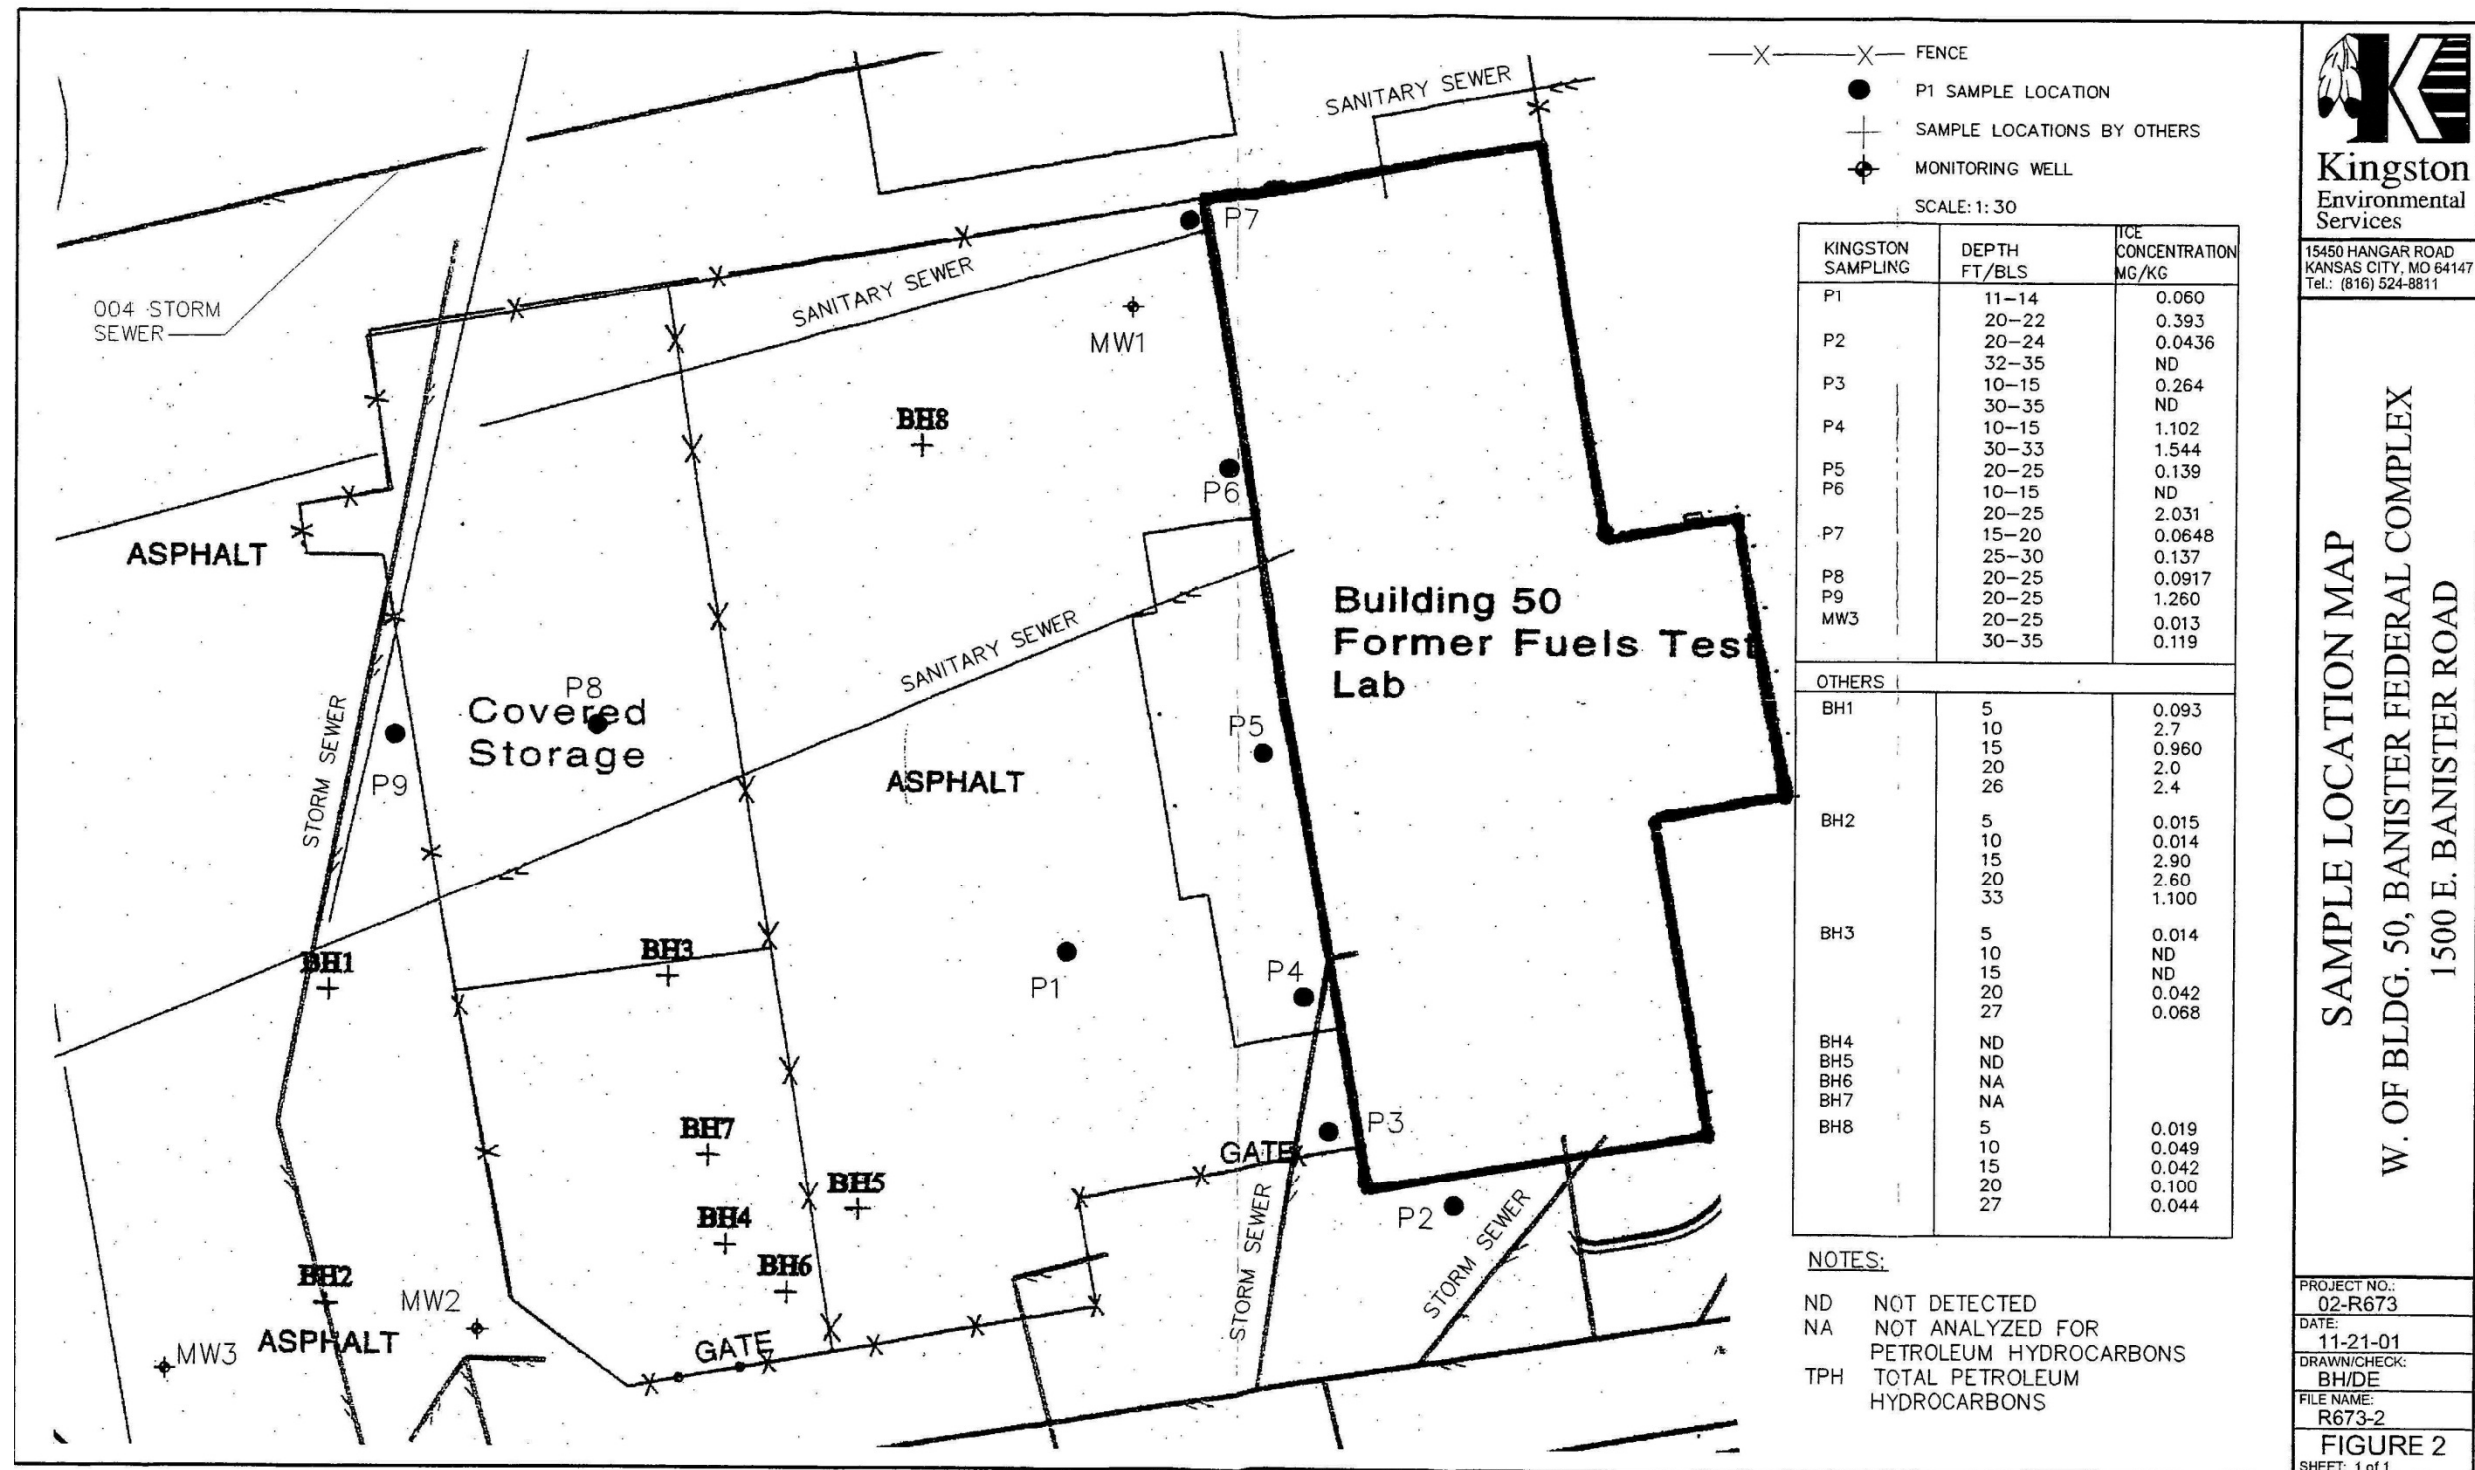 FENCE
P1 SAMPLE LOCATION
SAMPLE LOCATIONS BY OTHERS
MONITORING WELL
SCALE: 1: 30
SANITARY SEWER
P7
SANITARY SEWER
004 STORM
SEWER
MW1
BH8
P6
ASPHALT
Building 50
Former Fuels Test
Lab
SANITARY SEWER
P8
Covered
Storage
P5
STORM SEWER
P9
ASPHALT
BH1
BH3
P1
P4
BH7
P3
GATE
BH5
BH4
BH6
P2
STORM SEWER
STORM SEWER
BH2
MW2
MW3
ASPHALT
GATE
KINGSTON SAMPLING DEPTH FT/BLS TCE CONCENTRATION MG/KG
P1 11-14 0.060
20-22 0.393
P2 20-24 0.0436
32-35 ND
P3 10-15 0.264
30-35 ND
P4 10-15 1.102
30-33 1.544
P5 20-25 0.139
P6 10-15 ND
20-25 2.031
P7 15-20 0.0648
25-30 0.137
P8 20-25 0.0917
P9 20-25 1.260
MW3 20-25 0.013
30-35 0.119
OTHERS
BH1 5 0.093
10 2.7
15 0.960
20 2.0
26 2.4
BH2 5 0.015
10 0.014
15 2.90
20 2.60
33 1.100
BH3 5 0.014
10 ND
15 ND
20 0.042
27 0.068
BH4 ND
BH5 ND
BH6 NA
BH7 NA
BH8 5 0.019
10 0.049
15 0.042
20 0.100
27 0.044
NOTES:
ND NOT DETECTED
NA NOT ANALYZED FOR
PETROLEUM HYDROCARBONS
TPH TOTAL PETROLEUM
HYDROCARBONS
Kingston
Environmental
Services
15450 HANGAR ROAD
KANSAS CITY, MO 64147
Tel.: (816) 524-8811
SAMPLE LOCATION MAP
W. OF BLDG. 50, BANISTER FEDERAL COMPLEX
1500 E. BANISTER ROAD
PROJECT NO.:
02-R673
DATE:
11-21-01
DRAWN/CHECK:
BH/DE
FILE NAME:
R673-2
FIGURE 2
SHEET: 1 of 1